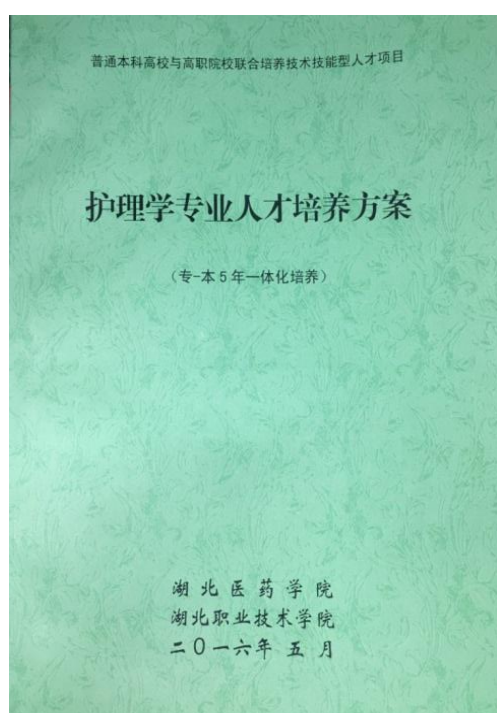 普通本科高校与高职院校联合培养技术技能型人才项目
护理学专业人才培养方案
（专-本5年一体化培养）
湖北医药学院
湖北职业技术学院
二〇一六年 五月